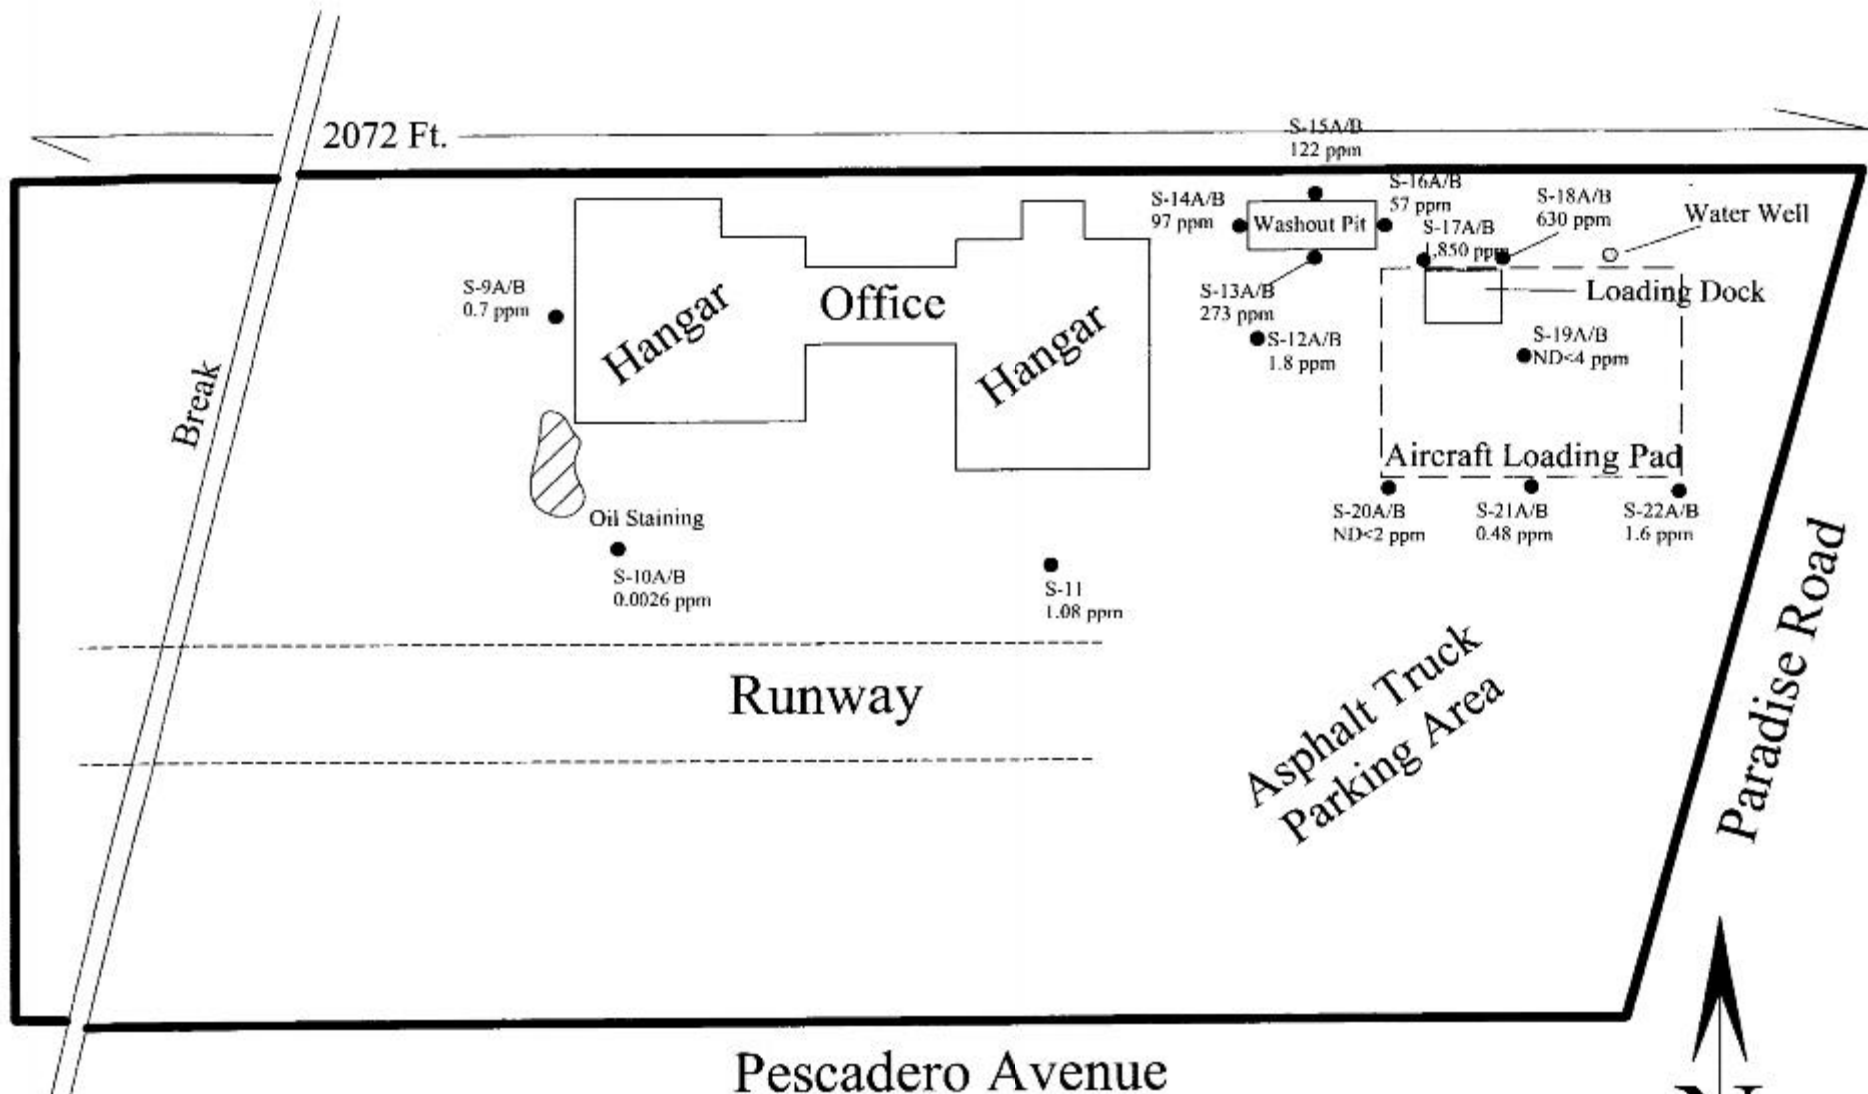 2072 Ft.
S-15A/B
122 ppm
S-14A/B
97 ppm
Washout Pit
S-16A/B
57 ppm
S-17A/B
1,850 ppm
S-18A/B
630 ppm
Water Well
S-9A/B
0.7 ppm
Hangar
Office
Hangar
S-13A/B
273 ppm
S-12A/B
1.8 ppm
Loading Dock
S-19A/B
ND<4 ppm
Break
Aircraft Loading Pad
Oil Staining
S-20A/B
ND<2 ppm
S-21A/B
0.48 ppm
S-22A/B
1.6 ppm
S-10A/B
0.0026 ppm
S-11
1.08 ppm
Runway
Asphalt Truck
Parking Area
Paradise Road
Pescadero Avenue
N